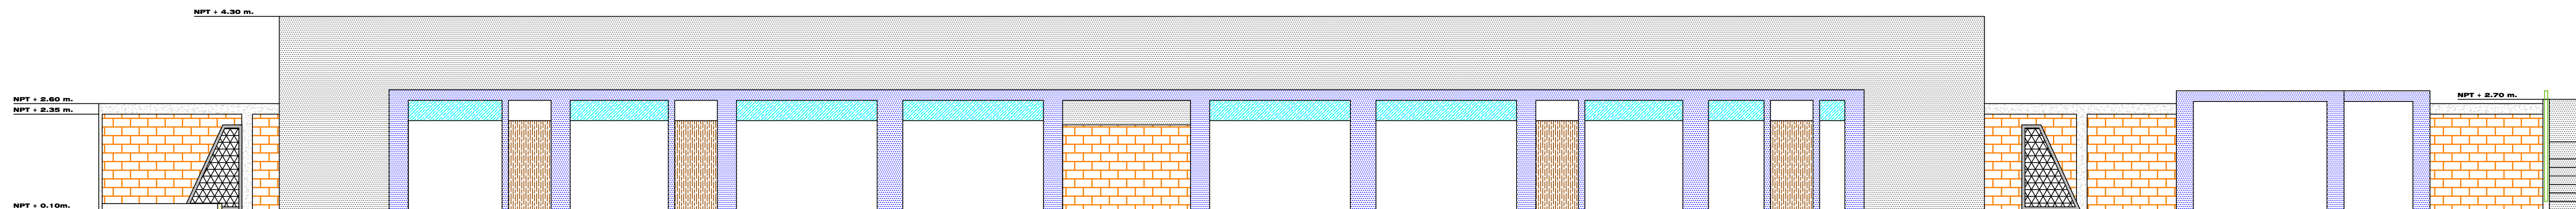 NPT + 4.30 m.
NPT + 2.60 m.
NPT + 2.35 m.
NPT + 2.70 m.
NPT + 0.10m.